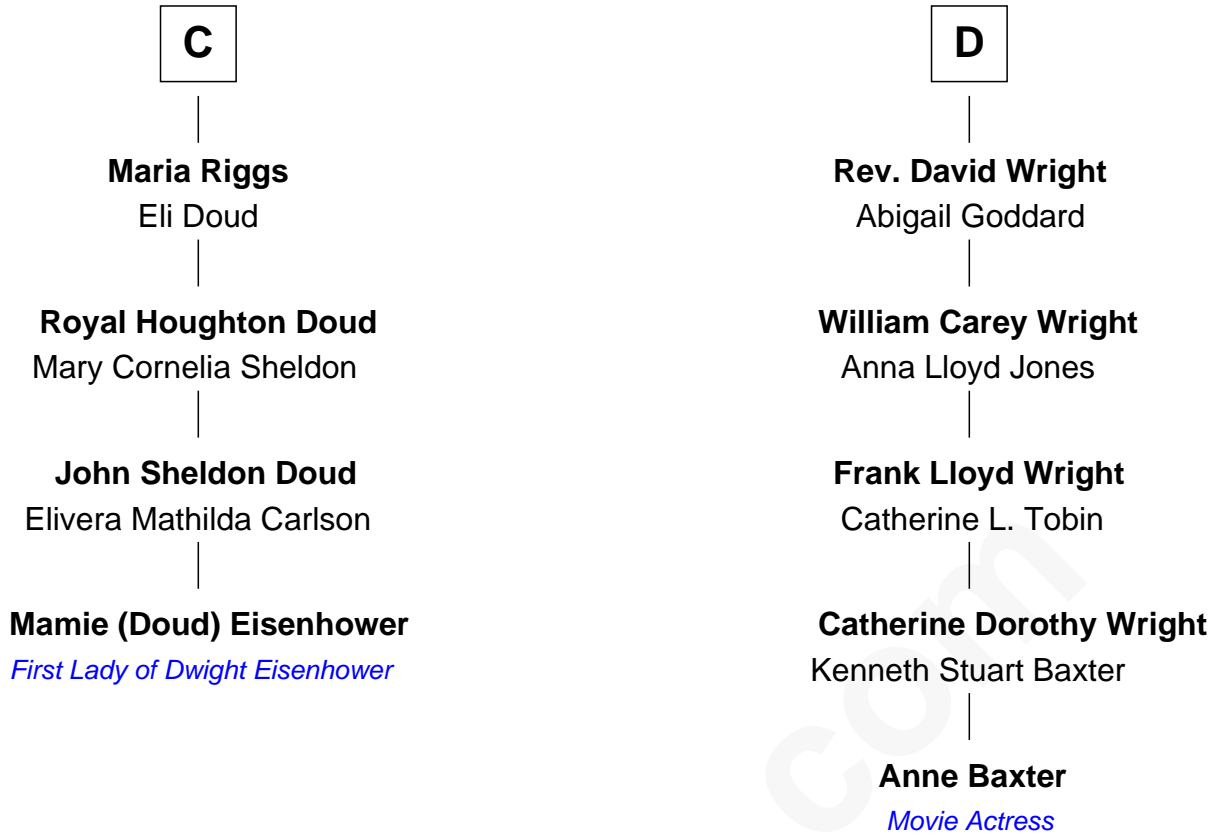 C
Maria Riggs
Eli Doud
Royal Houghton Doud
Mary Cornelia Sheldon
John Sheldon Doud
Elivera Mathilda Carlson
Mamie (Doud) Eisenhower
First Lady of Dwight Eisenhower
D
Rev. David Wright
Abigail Goddard
William Carey Wright
Anna Lloyd Jones
Frank Lloyd Wright
Catherine L. Tobin
Catherine Dorothy Wright
Kenneth Stuart Baxter
Anne Baxter
Movie Actress
com